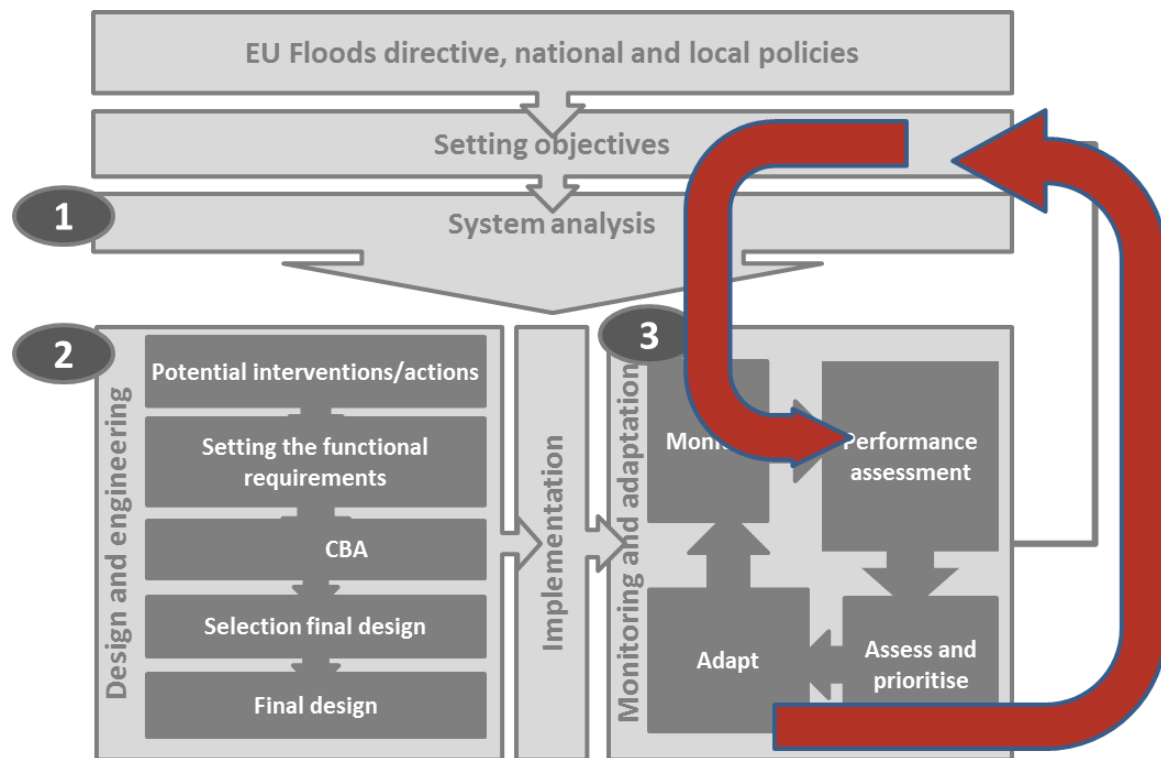 EU Floods directive, national and local policies
Setting objectives
1
System analysis
2
Design and engineering
Potential interventions/actions
Setting the functional
requirements
CBA
Selection final design
Final design
Implementation
3
Monitoring and adaptation
Performance
assessment
Adapt
Assess and
prioritise